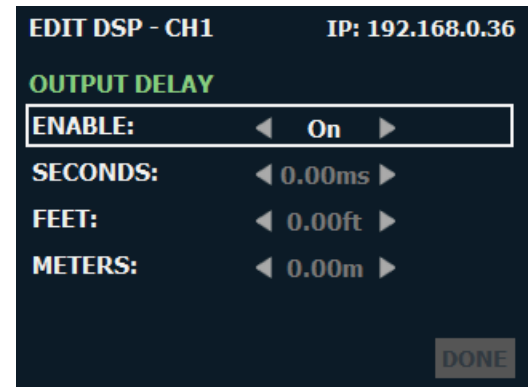 EDIT DSP - CH1 IP: 192.168.0.36
OUTPUT DELAY
ENABLE: On
SECONDS: 0.00ms
FEET: 0.00ft
METERS: 0.00m
DONE